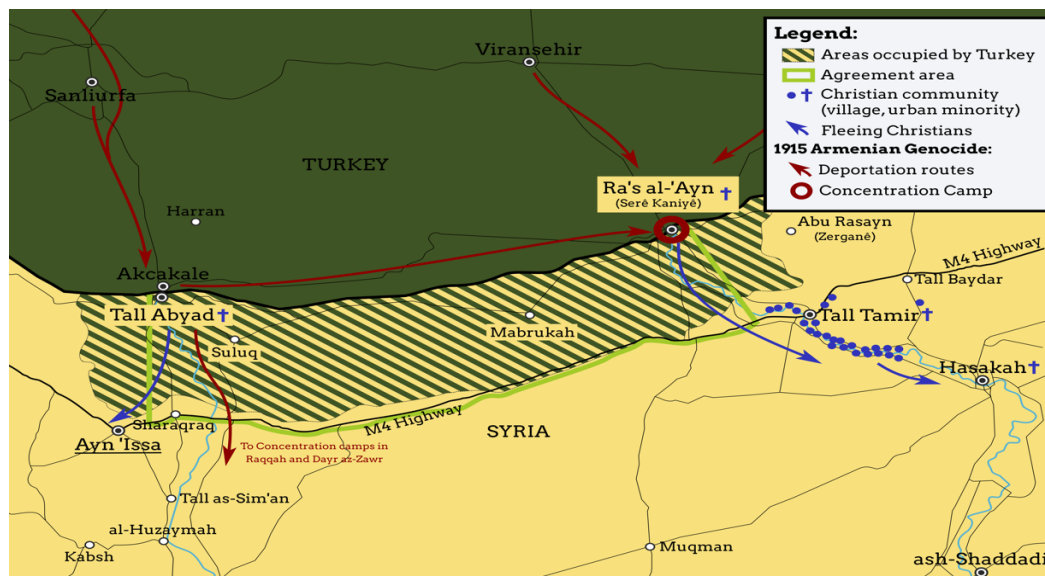 Legend:
Areas occupied by Turkey
Agreement area
Christian community
(village, urban minority)
Fleeing Christians
1915 Armenian Genocide:
Deportation routes
Concentration Camp
Viranşehir
Sanliurfa
TURKEY
Harran
Ra's al-'Ayn
(Serê Kaniyê)
Abu Rasayn
(Zerganê)
M4 Highway
Akcakale
Tall Baydar
Tall Abyad
Mabrukah
Tall Tamir
Suluq
Hasakah
M4 Highway
Sharaqraq
SYRIA
Ayn 'Issa
To Concentration camps in
Raqqah and Dayr az-Zawr
Tall as-Sim'an
al-Huzaymah
Kabsh
Muqman
ash-Shaddadi